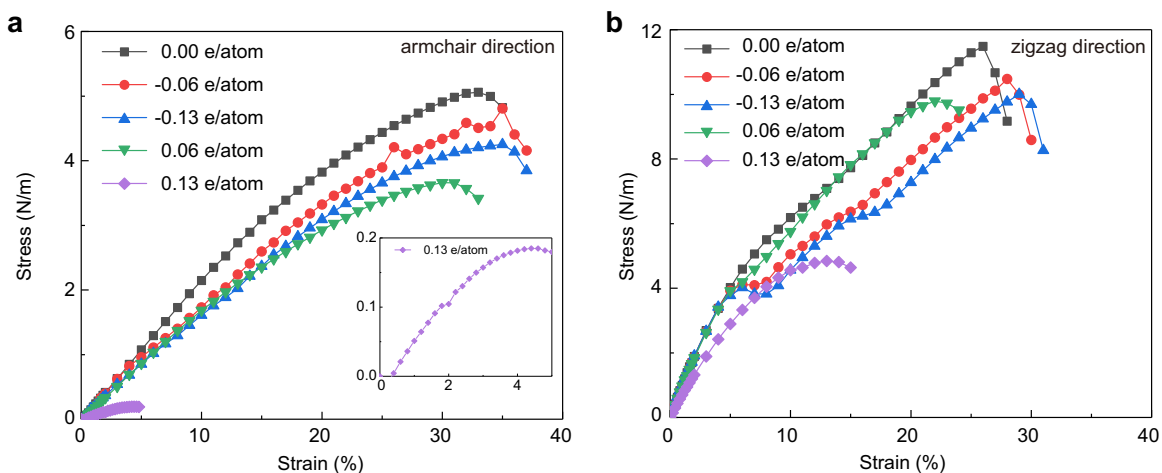 a
armchair direction
0.00 e/atom
-0.06 e/atom
-0.13 e/atom
0.06 e/atom
0.13 e/atom
Stress (N/m)
6
4
2
0
0
10
20
30
40
Strain (%)
0.13 e/atom
0.2
0.1
0.0
0
2
4
b
zigzag direction
0.00 e/atom
-0.06 e/atom
-0.13 e/atom
0.06 e/atom
0.13 e/atom
Stress (N/m)
12
8
4
0
0
10
20
30
40
Strain (%)